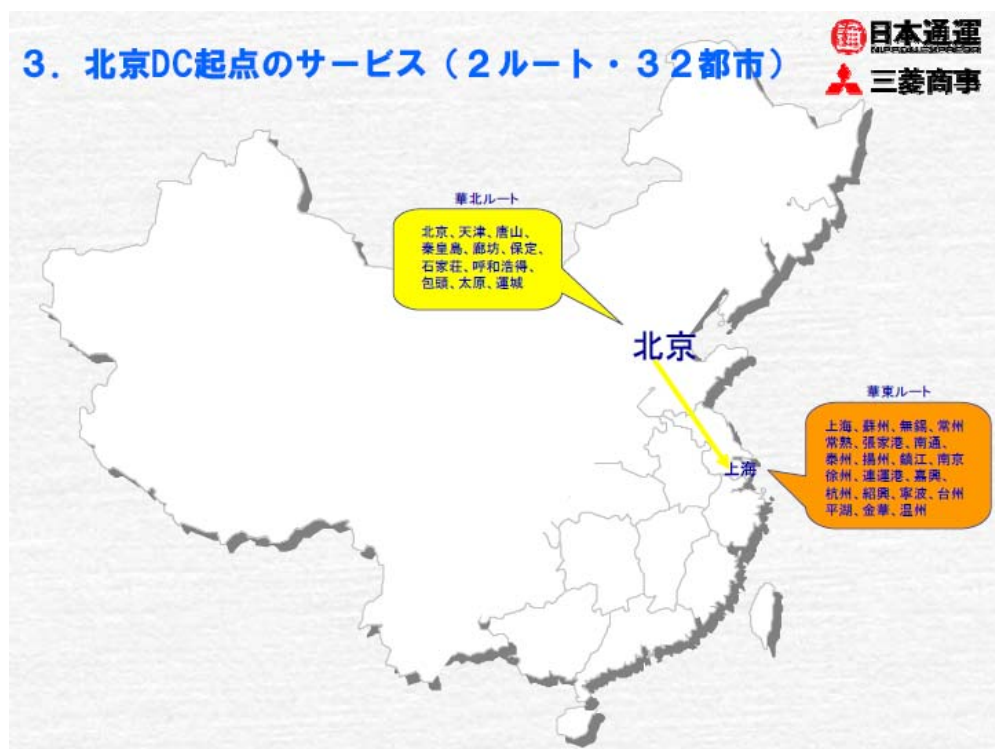 3．北京DC起点のサービス（2ルート・32都市）
日本通運
NIPPON EXPRESS
三菱商事
華北ルート
北京、天津、唐山、
秦皇島、廊坊、保定、
石家荘、呼和浩得、
包頭、太原、運城
北京
華東ルート
上海、蘇州、無錫、常州
常熟、張家港、南通、
泰州、揚州、鎮江、南京
徐州、連運港、嘉興、
杭州、紹興、寧波、台州
平湖、金華、温州
上海